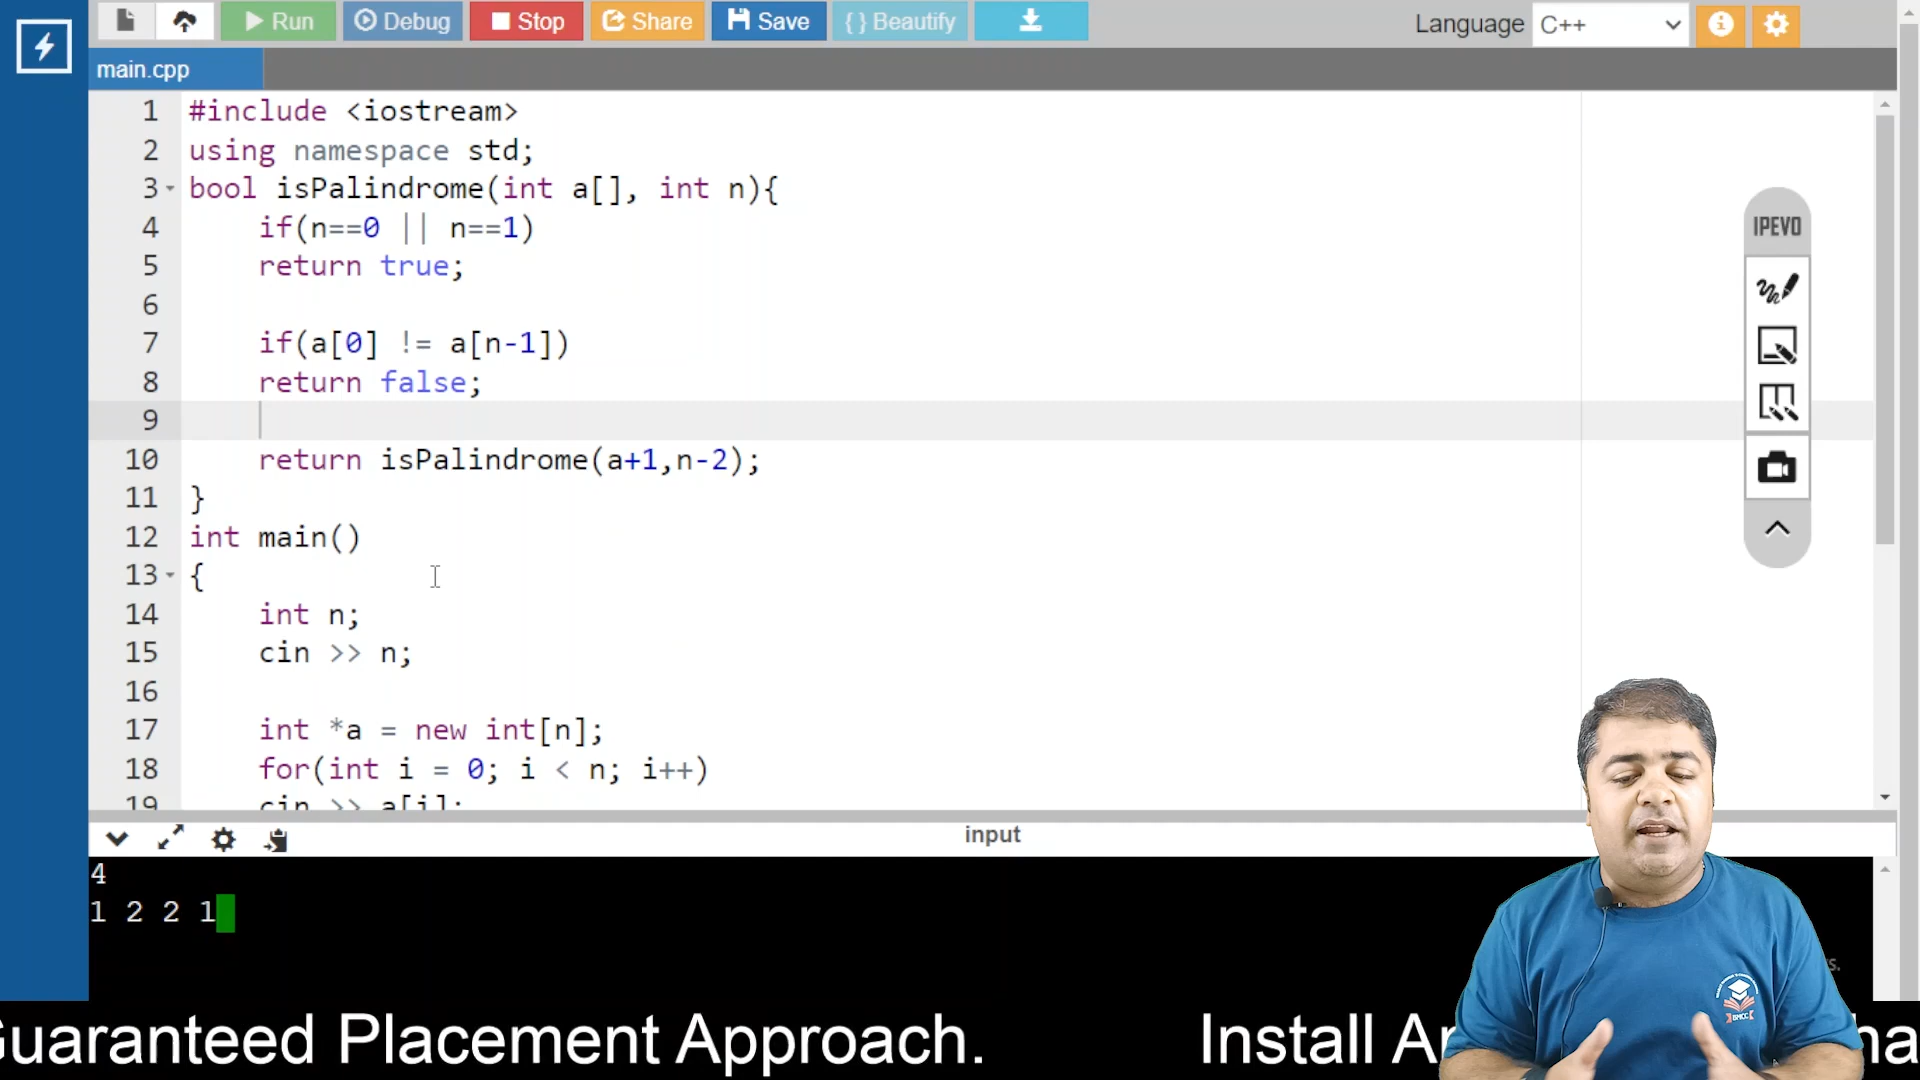 Run Debug Stop Share Save { } Beautify
Language C++
main.cpp
1 #include <iostream>
2 using namespace std;
3 bool isPalindrome(int a[], int n){
4 if(n==0 || n==1)
5 return true;
6
7 if(a[0] != a[n-1])
8 return false;
9
10 return isPalindrome(a+1,n-2);
11 }
12 int main()
13 {
14 int n;
15 cin >> n;
16
17 int *a = new int[n];
18 for(int i = 0; i < n; i++)
19 cin >> a[i];
IPEVO
input
4
1 2 2 1
s.
BMCC
Guaranteed Placement Approach. Install A